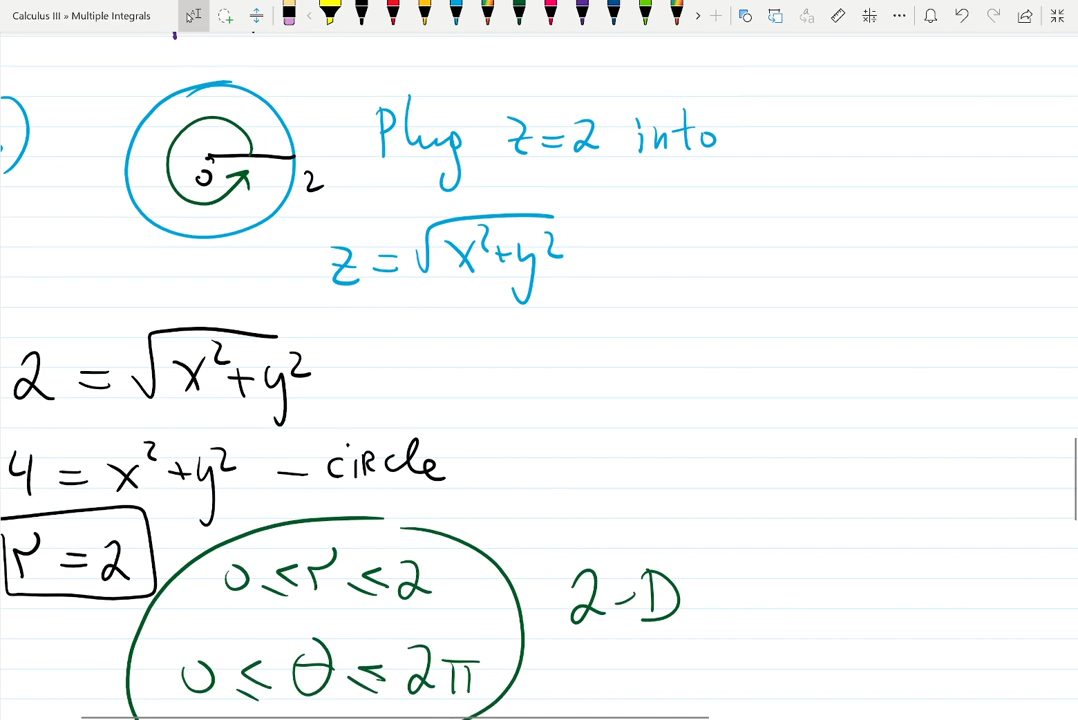 Calculus III » Multiple Integrals
)
0
2
Plug z=2 into
z = √x²+y²
2 = √x²+y²
4 = x²+y² - circle
r = 2
0 ≤ r ≤ 2
2-D
0 ≤ θ ≤ 2π